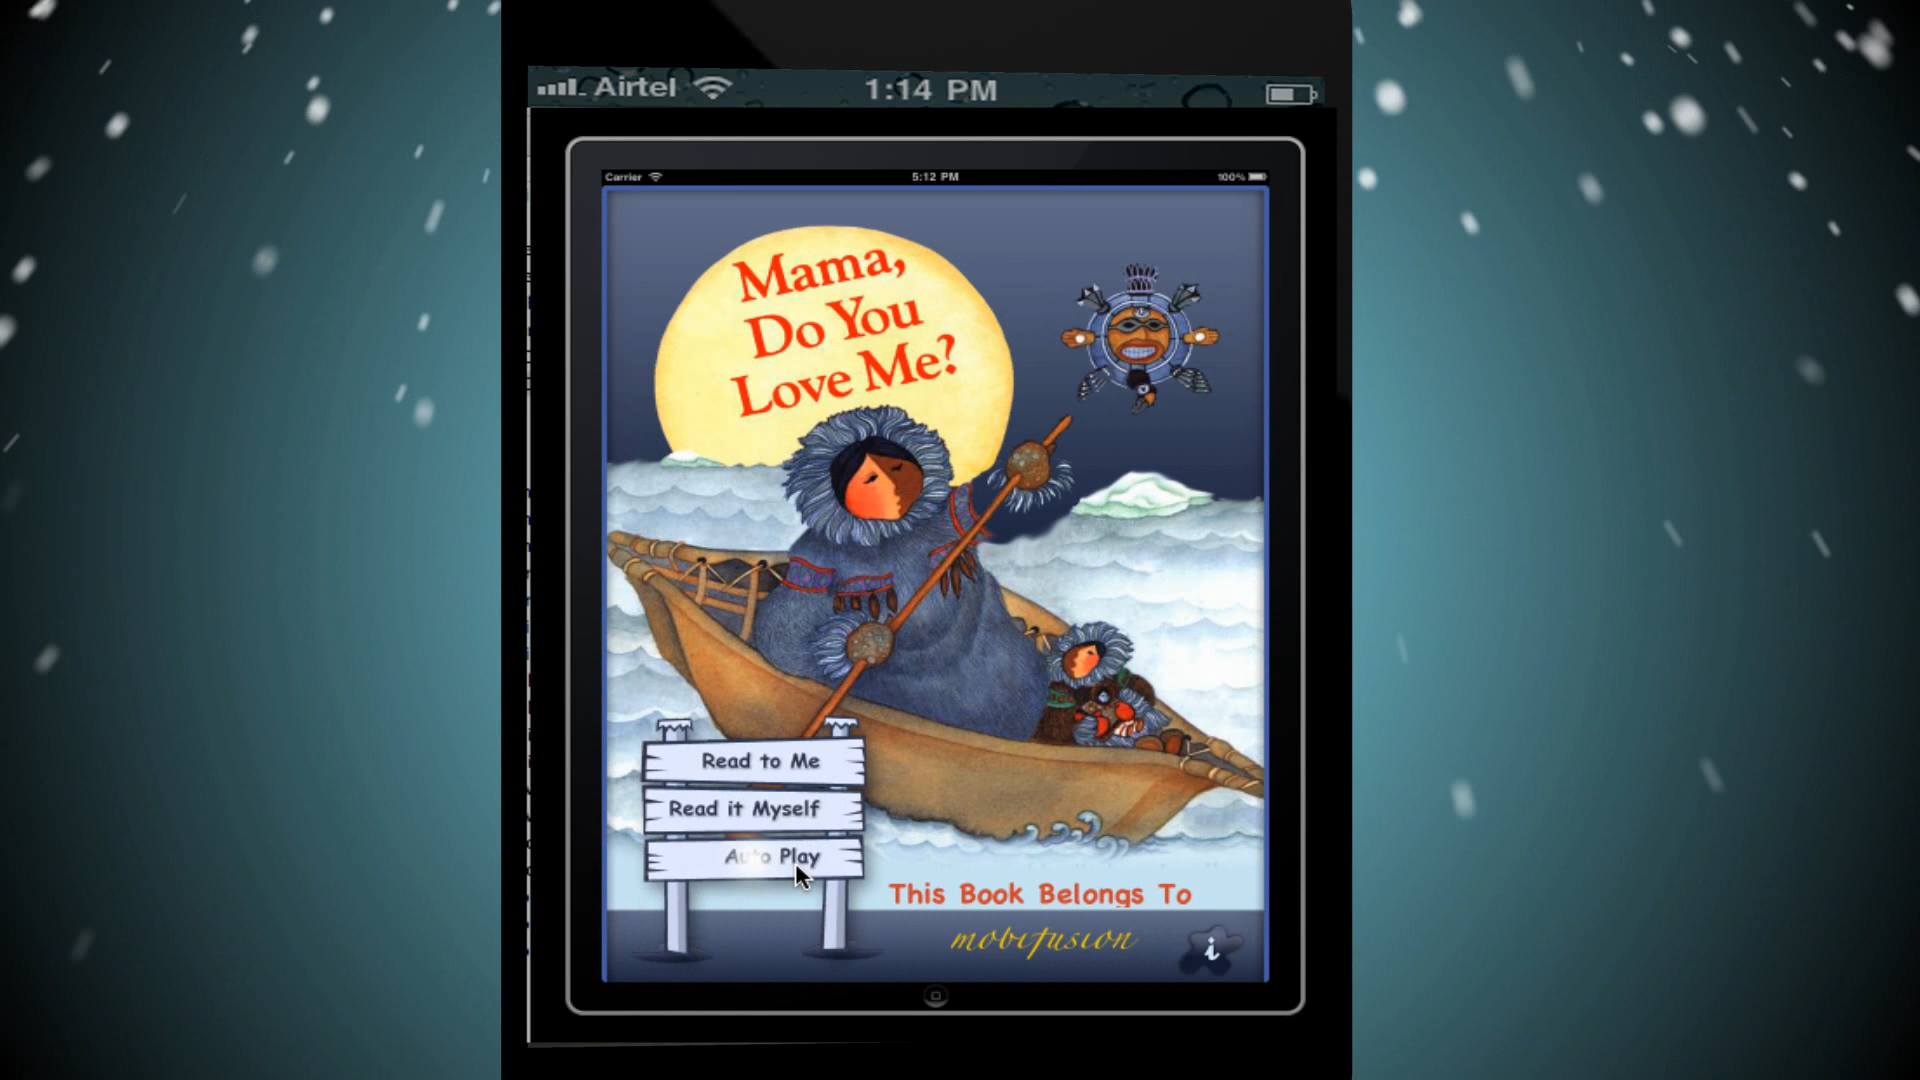 Airtel 1:14 PM
Carrier 5:12 PM 100%
Mama,
Do You
Love Me?
Read to Me
Read it Myself
Auto Play
This Book Belongs To
mobifusion
i